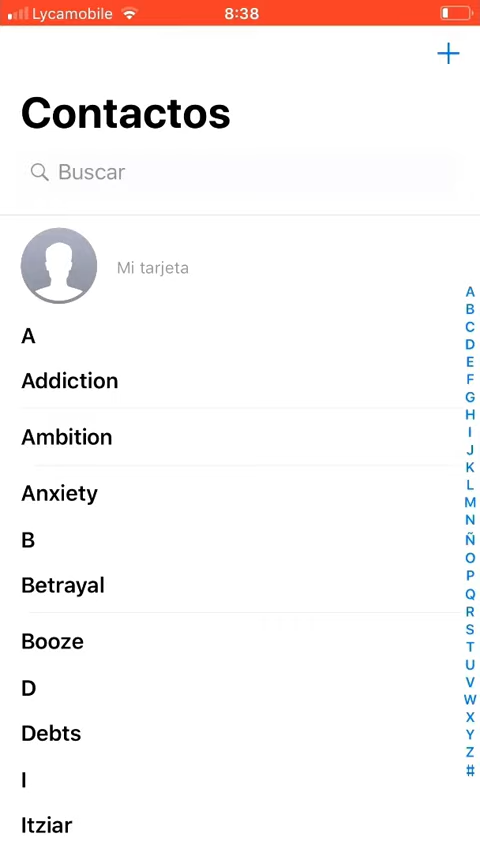 Lycamobile 8:38
+
Contactos
Buscar
Mi tarjeta
A
Addiction
Ambition
Anxiety
B
Betrayal
Booze
D
Debts
I
Itziar
A
B
C
D
E
F
G
H
I
J
K
L
M
N
Ñ
O
P
Q
R
S
T
U
V
W
X
Y
Z
#